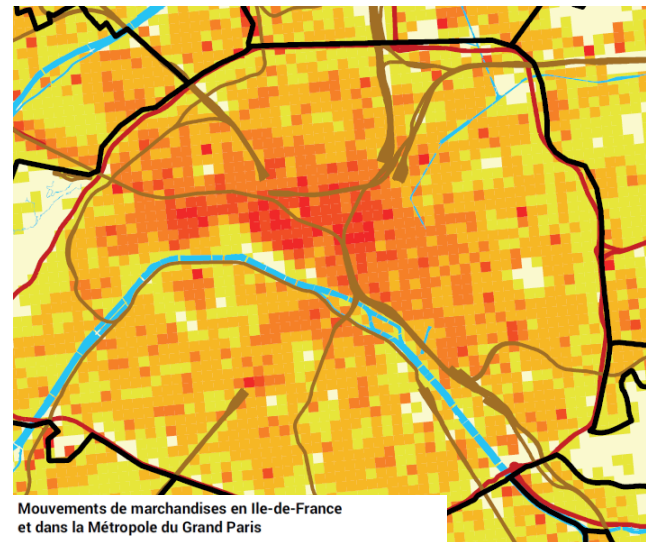 Mouvements de marchandises en Ile-de-France
et dans la Métropole du Grand Paris